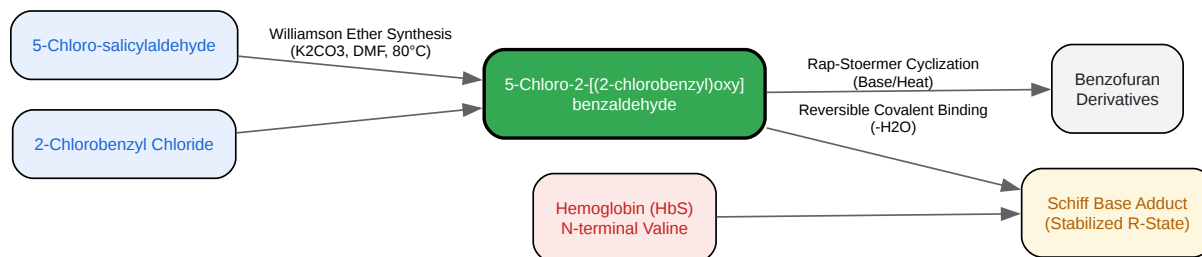 5-Chloro-salicylaldehyde
Williamson Ether Synthesis
(K2CO3, DMF, 80°C)
2-Chlorobenzyl Chloride
5-Chloro-2-[(2-chlorobenzyl)oxy]
benzaldehyde
Rap-Stoermer Cyclization
(Base/Heat)
Reversible Covalent Binding
(-H2O)
Benzofuran
Derivatives
Hemoglobin (HbS)
N-terminal Valine
Schiff Base Adduct
(Stabilized R-State)